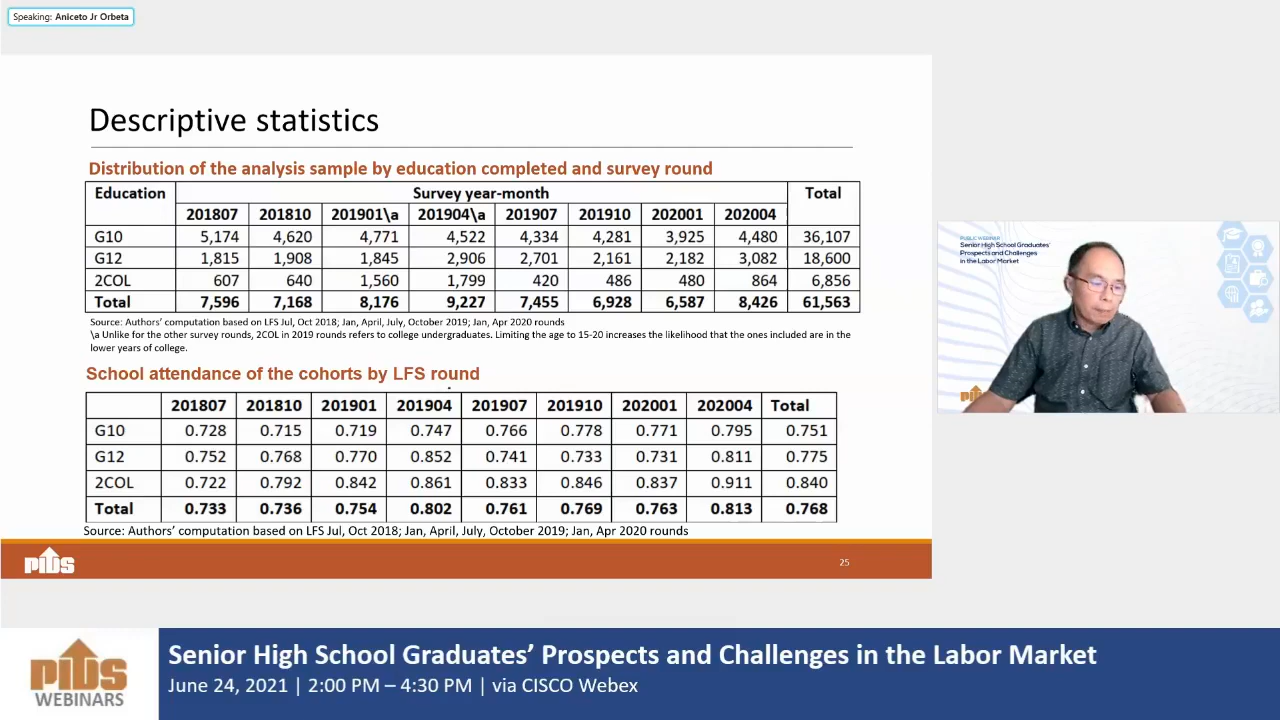 Speaking: Aniceto Jr Orbeta
Descriptive statistics
Distribution of the analysis sample by education completed and survey round
Education Survey year-month Total
201807 201810 201901\a 201904\a 201907 201910 202001 202004
G10 5,174 4,620 4,771 4,522 4,334 4,281 3,925 4,480 36,107
G12 1,815 1,908 1,845 2,906 2,701 2,161 2,182 3,082 18,600
2COL 607 640 1,560 1,799 420 486 480 864 6,856
Total 7,596 7,168 8,176 9,227 7,455 6,928 6,587 8,426 61,563
Source: Authors’ computation based on LFS Jul, Oct 2018; Jan, April, July, October 2019; Jan, Apr 2020 rounds
\a Unlike for the other survey rounds, 2COL in 2019 rounds refers to college undergraduates. Limiting the age to 15-20 increases the likelihood that the ones included are in the
lower years of college.
School attendance of the cohorts by LFS round
201807 201810 201901 201904 201907 201910 202001 202004 Total
G10 0.728 0.715 0.719 0.747 0.766 0.778 0.771 0.795 0.751
G12 0.752 0.768 0.770 0.852 0.741 0.733 0.731 0.811 0.775
2COL 0.722 0.792 0.842 0.861 0.833 0.846 0.837 0.911 0.840
Total 0.733 0.736 0.754 0.802 0.761 0.769 0.763 0.813 0.768
Source: Authors’ computation based on LFS Jul, Oct 2018; Jan, April, July, October 2019; Jan, Apr 2020 rounds
PIDS
25
PUBLIC WEBINAR
Senior High School Graduates'
Prospects and Challenges
in the Labor Market
PIDS
WEBINARS
Senior High School Graduates’ Prospects and Challenges in the Labor Market
June 24, 2021 | 2:00 PM – 4:30 PM | via CISCO Webex